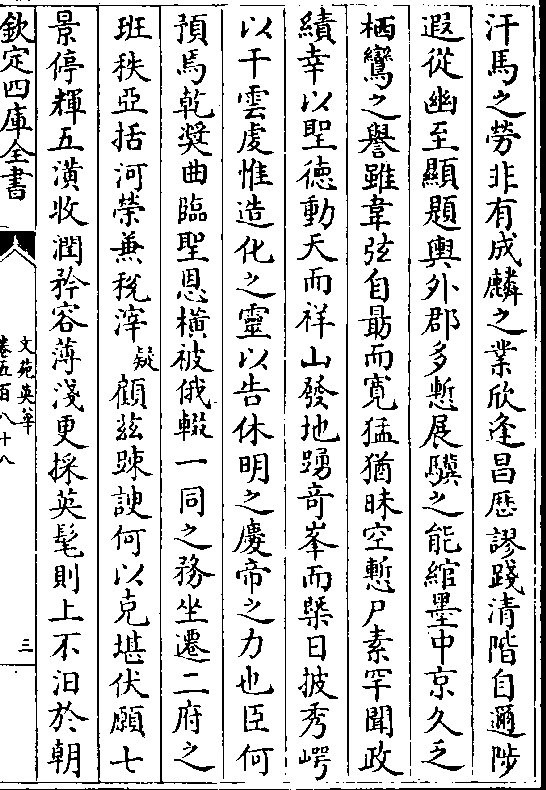 汗馬之勞非有成麟之業欣逢昌厯謬踐清階自邇陟
遐從幽至顯題輿外郡多慙展驥之能綰墨中京久乏
栖鸞之譽雖韋弦自勗而寛猛猶昧空慙尸素罕聞政
績幸以聖徳動天而祥山發地踴竒峯而槼日披秀崿
以干雲䖍惟造化之靈以告休明之慶帝之力也臣何
預焉乾奬曲臨聖恩横被俄輟一同之務坐遷二府之
班秩亞括河榮兼稅滓疑顧兹踈諛何以克堪伏願七
景停輝五潢收潤矜容薄淺更採英髦則上不汩於朝
欽定四庫全書
文苑英華
卷五百八十八
三